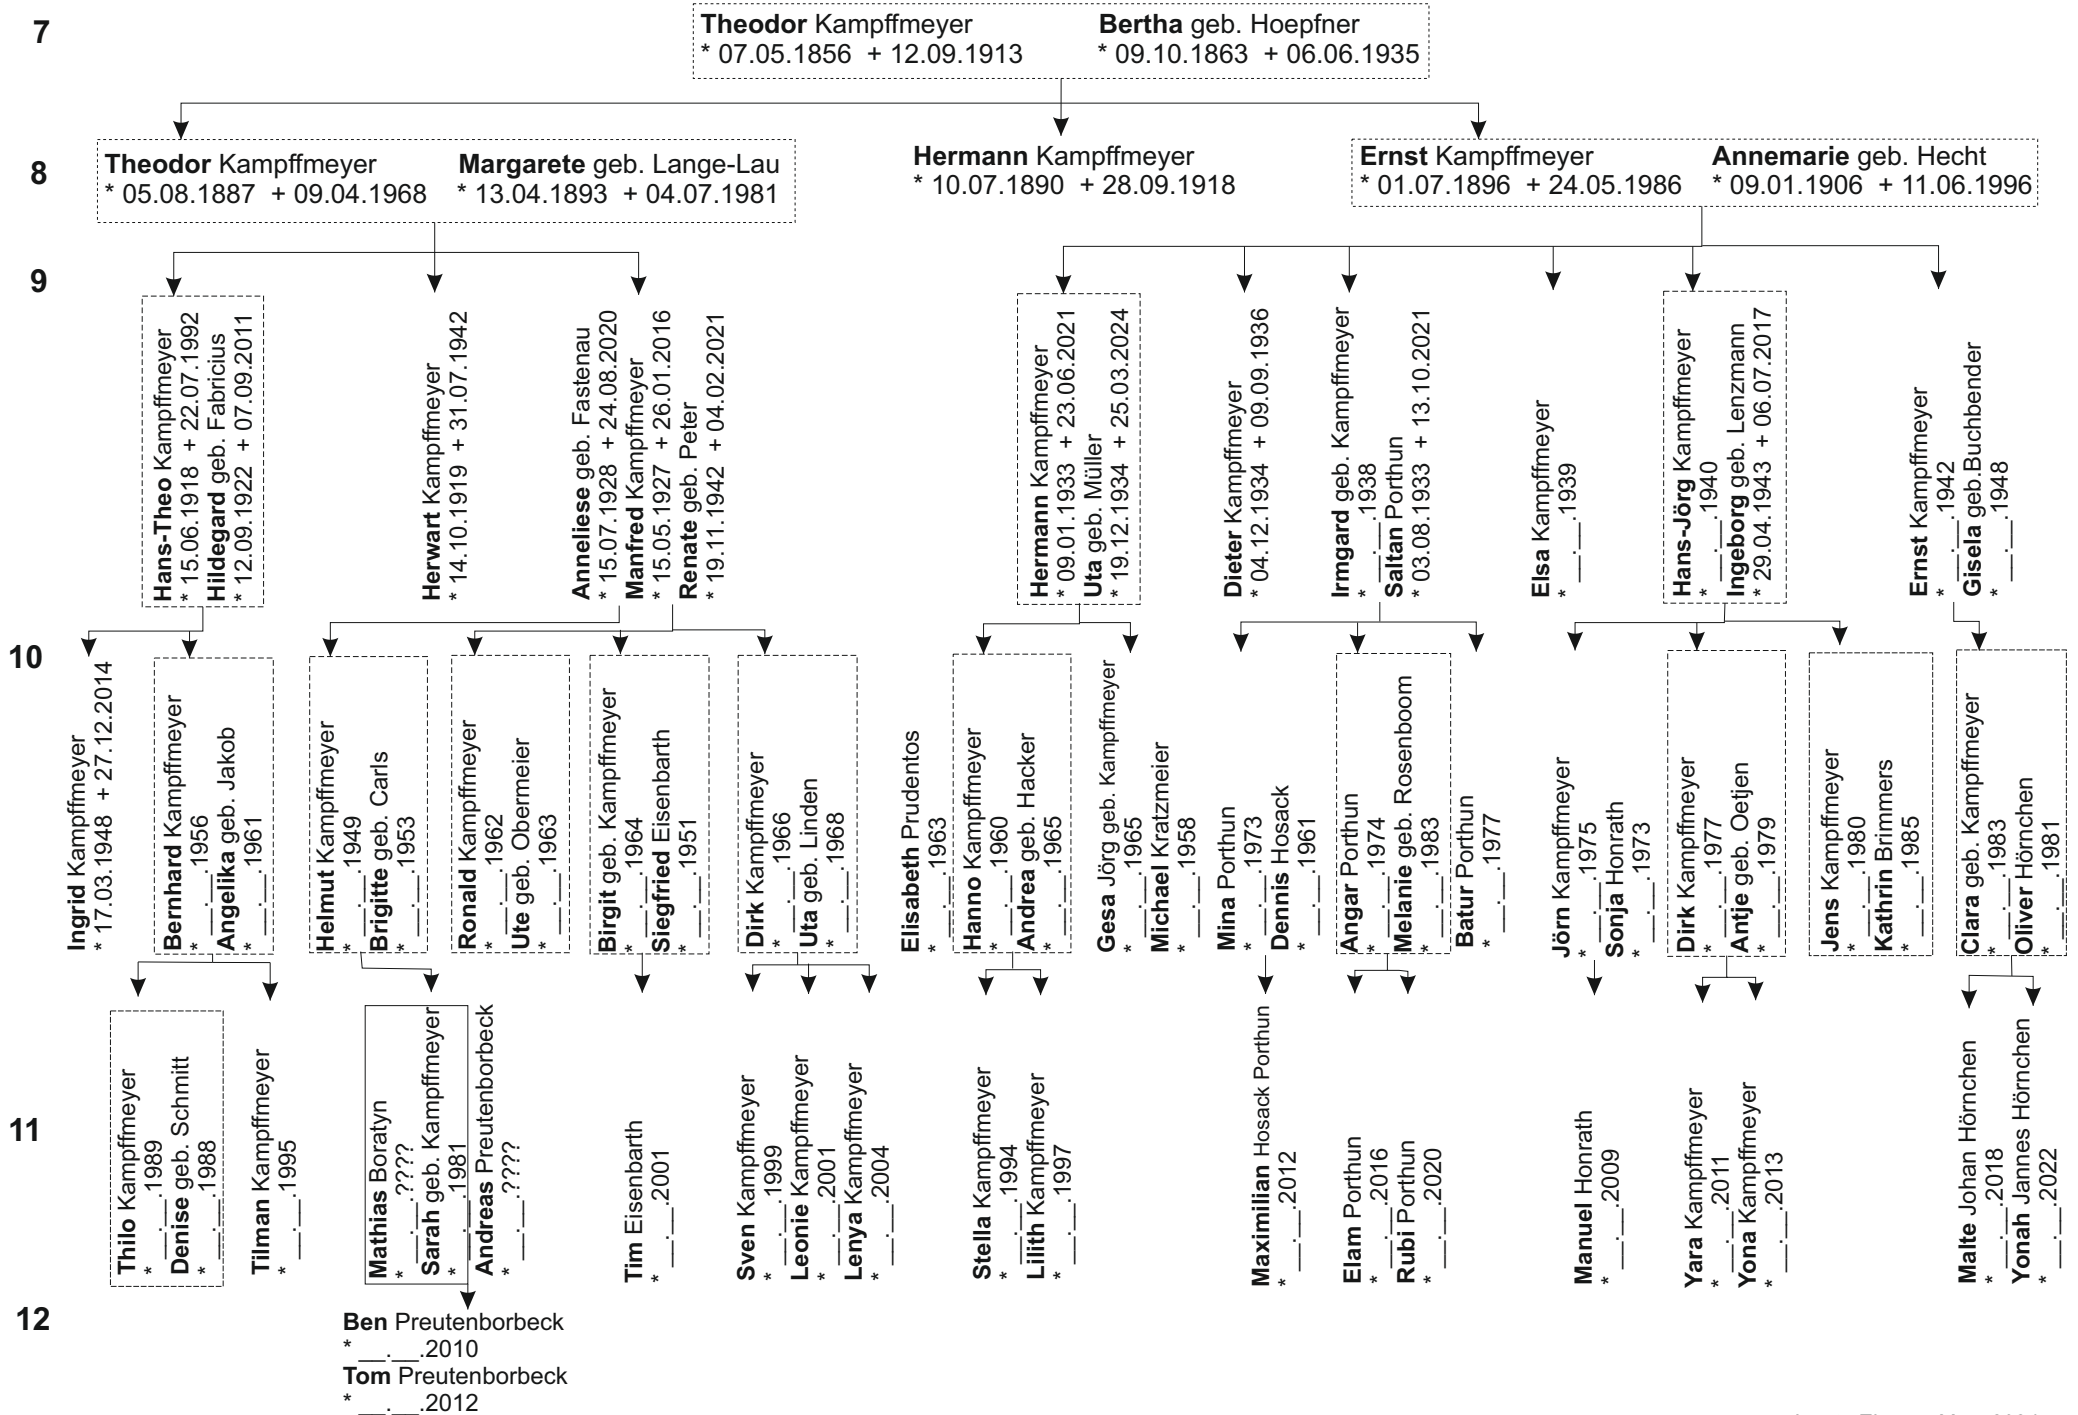 7
Theodor Kampffmeyer
* 07.05.1856 + 12.09.1913
Bertha geb. Hoepfner
* 09.10.1863 + 06.06.1935
8
Theodor Kampffmeyer
* 05.08.1887 + 09.04.1968
Margarete geb. Lange-Lau
* 13.04.1893 + 04.07.1981
Hermann Kampffmeyer
* 10.07.1890 + 28.09.1918
Ernst Kampffmeyer
* 01.07.1896 + 24.05.1986
Annemarie geb. Hecht
* 09.01.1906 + 11.06.1996
9
Hans-Theo Kampffmeyer
* 15.06.1918 + 22.07.1992
Hildegard geb. Fabricius
* 12.09.1922 + 07.09.2011
Herwart Kampffmeyer
* 14.10.1919 + 31.07.1942
Anneliese geb. Fastenau
* 15.07.1928 + 24.08.2020
Manfred Kampffmeyer
* 15.05.1927 + 26.01.2016
Renate geb. Peter
* 19.11.1942 + 04.02.2021
Hermann Kampffmeyer
* 09.01.1933 + 23.06.2021
Uta geb. Müller
* 19.12.1934 + 25.03.2024
Dieter Kampffmeyer
* 04.12.1934 + 09.09.1936
Irmgard geb. Kampffmeyer
* __.__.1938
Saltan Porthun
* 03.08.1933 + 13.10.2021
Elsa Kampffmeyer
* __.__.1939
Hans-Jörg Kampffmeyer
* __.__.1940
Ingeborg geb. Lenzmann
* 29.04.1943 + 06.07.2017
Ernst Kampffmeyer
* __.__.1942
Gisela geb.Buchbender
* __.__.1948
10
Ingrid Kampffmeyer
* 17.03.1948 + 27.12.2014
Bernhard Kampffmeyer
* __.__.1956
Angelika geb. Jakob
* __.__.1961
Helmut Kampffmeyer
* __.__.1949
Brigitte geb. Carls
* __.__.1953
Ronald Kampffmeyer
* __.__.1962
Ute geb. Obermeier
* __.__.1963
Birgit geb. Kampffmeyer
* __.__.1964
Siegfried Eisenbarth
* __.__.1951
Dirk Kampffmeyer
* __.__.1966
Uta geb. Linden
* __.__.1968
Elisabeth Prudentos
* __.__.1963
Hanno Kampffmeyer
* __.__.1960
Andrea geb. Hacker
* __.__.1965
Gesa Jörg geb. Kampffmeyer
* __.__.1965
Michael Kratzmeier
* __.__.1958
Mina Porthun
* __.__.1973
Dennis Hosack
* __.__.1961
Angar Porthun
* __.__.1974
Melanie geb. Rosenboom
* __.__.1983
Batur Porthun
* __.__.1977
Jörn Kampffmeyer
* __.__.1975
Sonja Honrath
* __.__.1973
Dirk Kampffmeyer
* __.__.1977
Antje geb. Oetjen
* __.__.1979
Jens Kampffmeyer
* __.__.1980
Kathrin Brimmers
* __.__.1985
Clara geb. Kampffmeyer
* __.__.1983
Oliver Hörnchen
* __.__.1981
11
Thilo Kampffmeyer
* __.__.1989
Denise geb. Schmitt
* __.__.1988
Tilman Kampffmeyer
* __.__.1995
Mathias Boratyn
* __.__.????
Sarah geb. Kampffmeyer
* __.__.1981
Andreas Preutenborbeck
* __.__.????
Tim Eisenbarth
* __.__.2001
Sven Kampffmeyer
* __.__.1999
Leonie Kampffmeyer
* __.__.2001
Lenya Kampffmeyer
* __.__.2004
Stella Kampffmeyer
* __.__.1994
Lilith Kampffmeyer
* __.__.1997
Maximilian Hosack Porthun
* __.__.2012
Elam Porthun
* __.__.2016
Rubi Porthun
* __.__.2020
Manuel Honrath
* __.__.2009
Yara Kampffmeyer
* __.__.2011
Yona Kampffmeyer
* __.__.2013
Malte Johan Hörnchen
* __.__.2018
Yonah Jannes Hörnchen
* __.__.2022
12
Ben Preutenborbeck
* __.__.2010
Tom Preutenborbeck
* __.__.2012